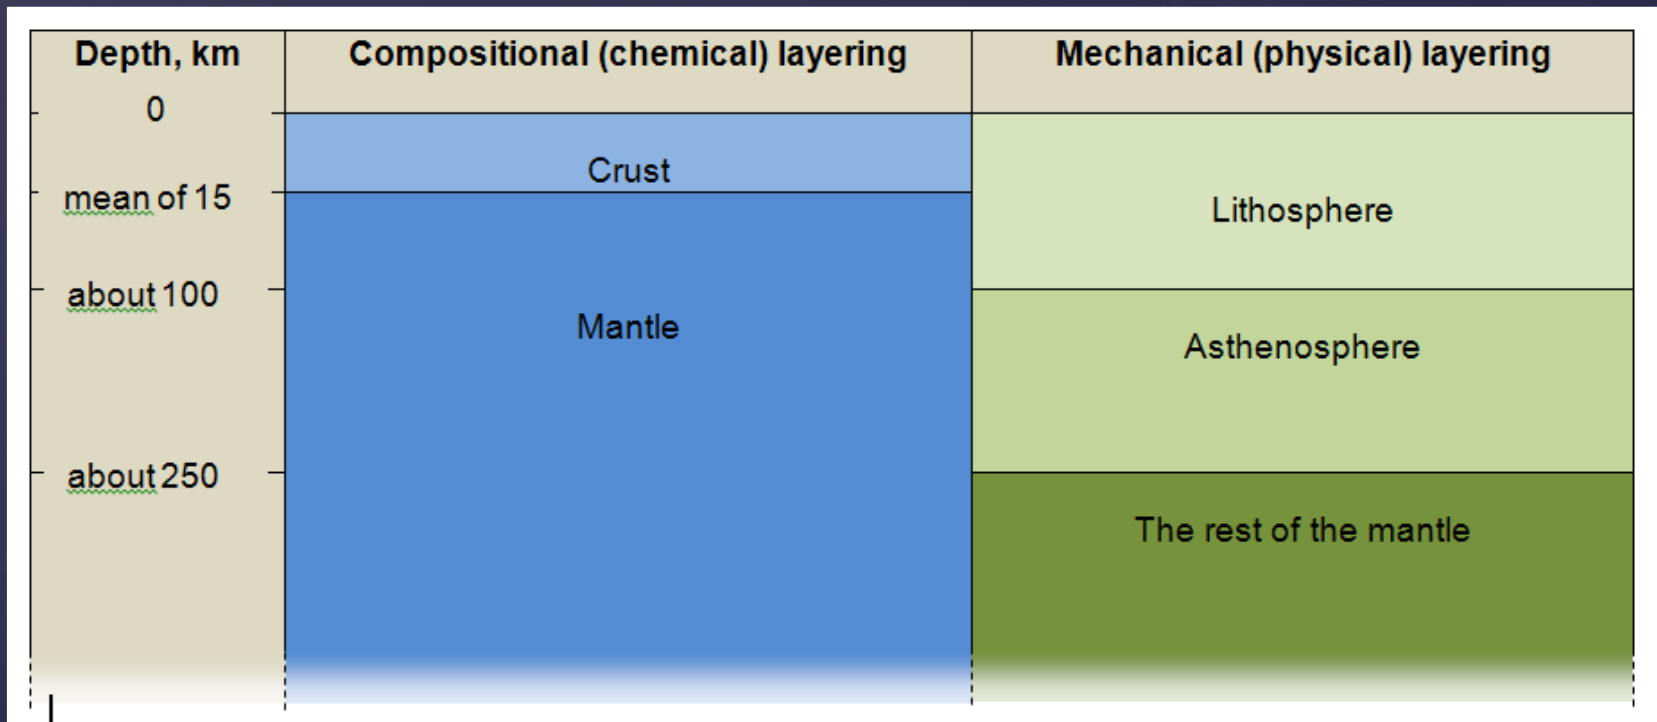 Depth, km
Compositional (chemical) layering
Mechanical (physical) layering
0
Crust
mean of 15
Lithosphere
about 100
Mantle
Asthenosphere
about 250
The rest of the mantle